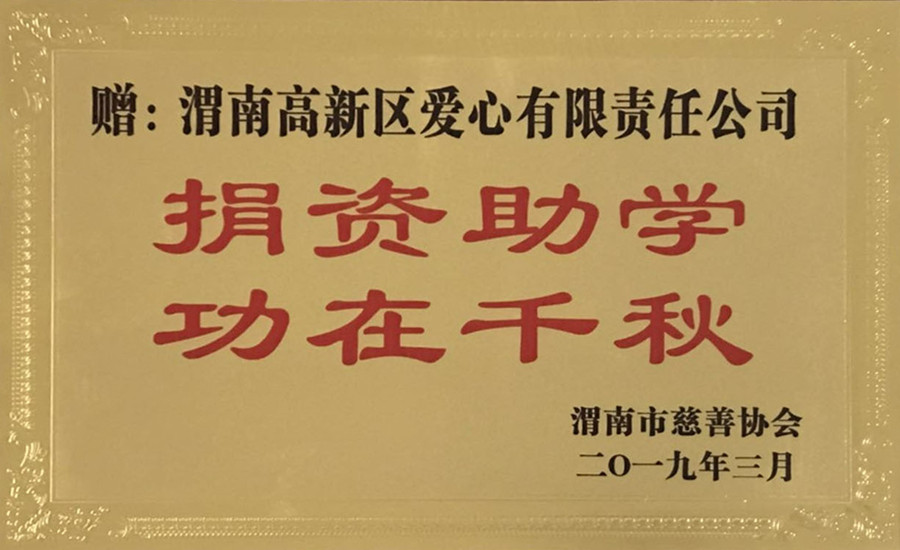 赠：渭南高新区爱心有限责任公司
捐资助学
功在千秋
渭南市慈善协会
二O一九年三月